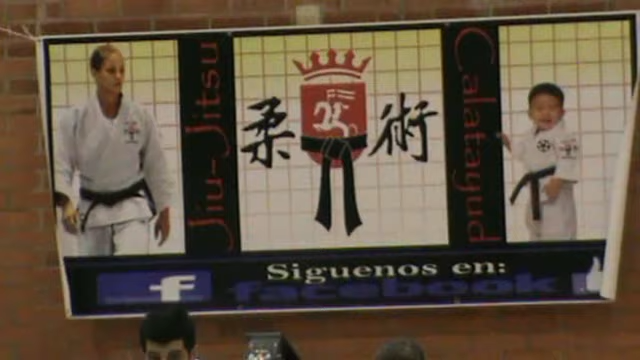 Jiu-Jitsu
柔術
Calatayud
f Siguenos en:
facebook